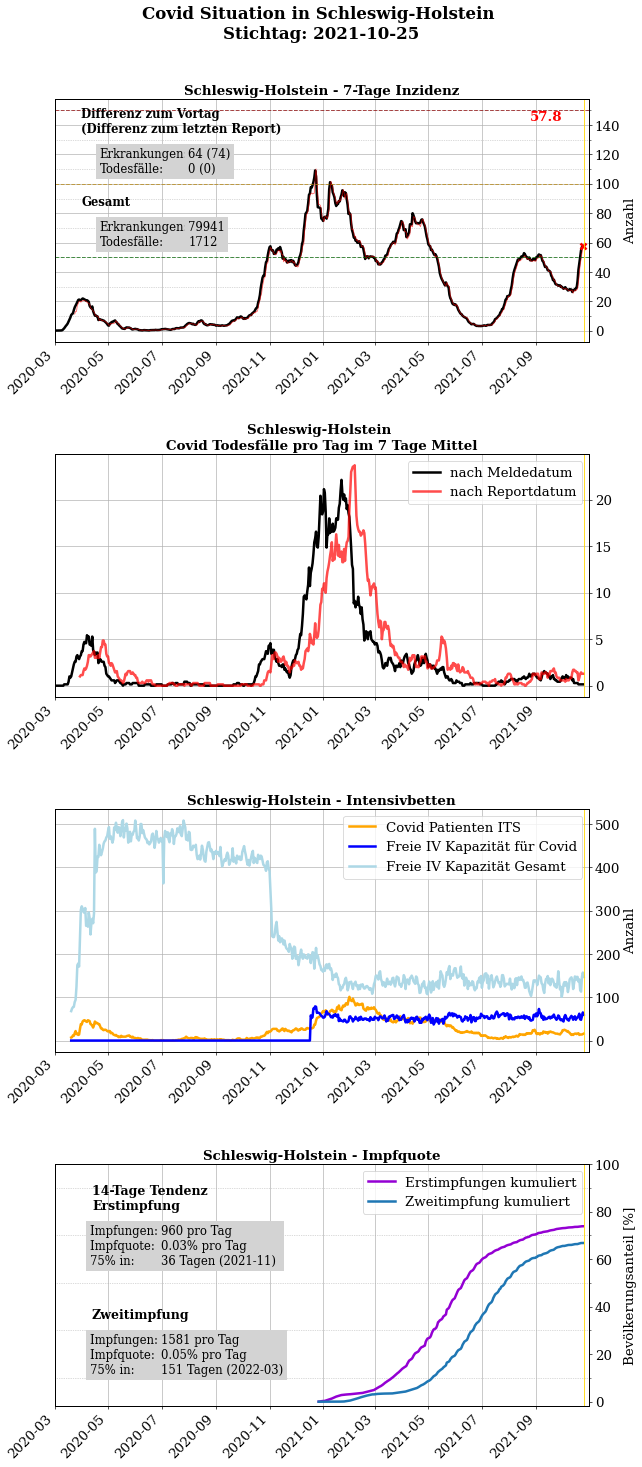 Covid Situation in Schleswig-Holstein
Stichtag: 2021-10-25
Schleswig-Holstein - 7-Tage Inzidenz
Differenz zum Vortag
(Differenz zum letzten Report)
Erkrankungen 64 (74)
Todesfälle: 0 (0)
Gesamt
Erkrankungen 79941
Todesfälle: 1712
57.8
140
120
100
80
60
40
20
0
Anzahl
2020-03
2020-05
2020-07
2020-09
2020-11
2021-01
2021-03
2021-05
2021-07
2021-09
Schleswig-Holstein
Covid Todesfälle pro Tag im 7 Tage Mittel
nach Meldedatum
nach Reportdatum
20
15
10
5
0
2020-03
2020-05
2020-07
2020-09
2020-11
2021-01
2021-03
2021-05
2021-07
2021-09
Schleswig-Holstein - Intensivbetten
Covid Patienten ITS
Freie IV Kapazität für Covid
Freie IV Kapazität Gesamt
500
400
300
200
100
0
Anzahl
2020-03
2020-05
2020-07
2020-09
2020-11
2021-01
2021-03
2021-05
2021-07
2021-09
Schleswig-Holstein - Impfquote
14-Tage Tendenz
Erstimpfung
Impfungen: 960 pro Tag
Impfquote: 0.03% pro Tag
75% in: 36 Tagen (2021-11)
Zweitimpfung
Impfungen: 1581 pro Tag
Impfquote: 0.05% pro Tag
75% in: 151 Tagen (2022-03)
Erstimpfungen kumuliert
Zweitimpfung kumuliert
100
80
60
40
20
0
Bevölkerungsanteil [%]
2020-03
2020-05
2020-07
2020-09
2020-11
2021-01
2021-03
2021-05
2021-07
2021-09